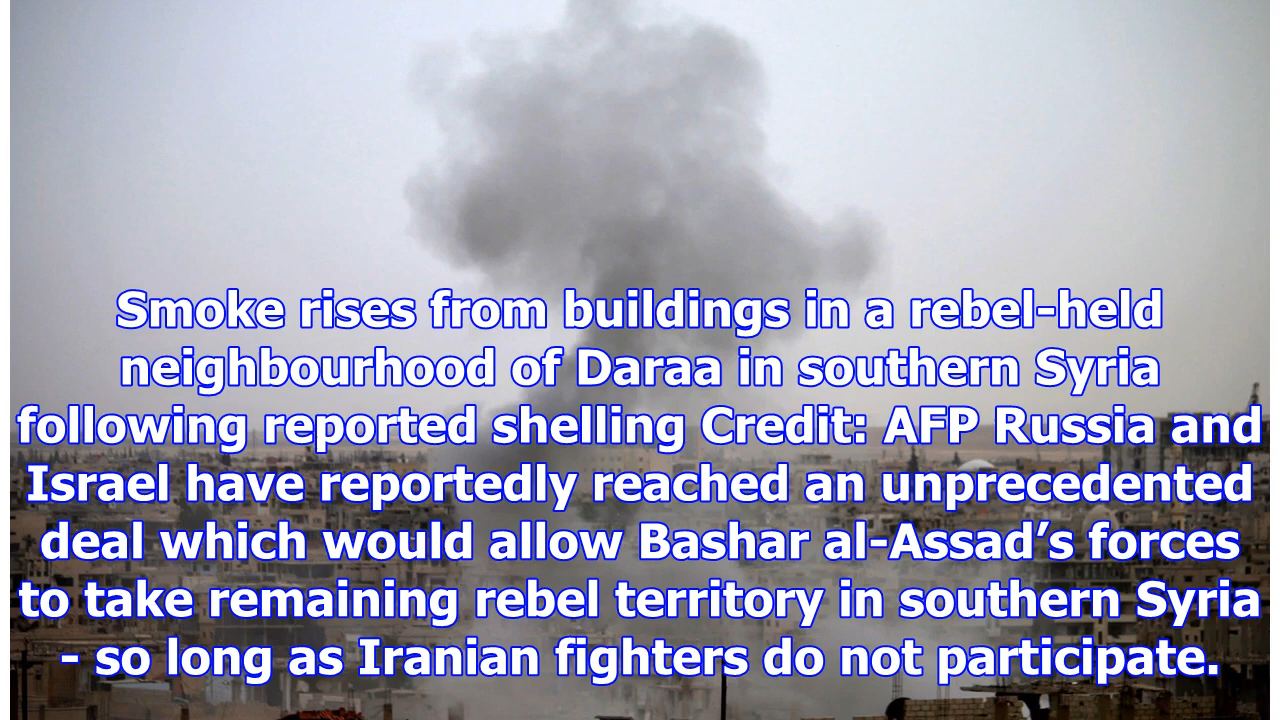 Smoke rises from buildings in a rebel-held
neighbourhood of Daraa in southern Syria
following reported shelling Credit: AFP Russia and
Israel have reportedly reached an unprecedented
deal which would allow Bashar al-Assad’s forces
to take remaining rebel territory in southern Syria
- so long as Iranian fighters do not participate.